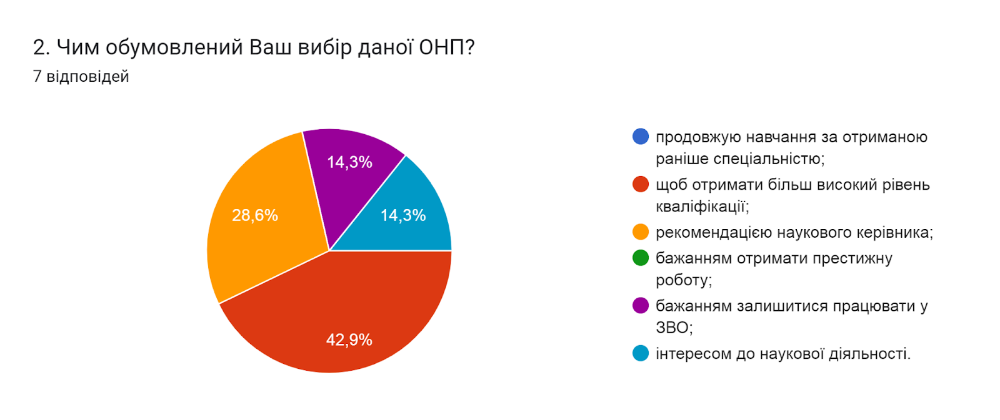 2. Чим обумовлений Ваш вибір даної ОНП?
7 відповідей
14,3%
28,6%
14,3%
42,9%
продовжую навчання за отриманою
раніше спеціальністю;
щоб отримати більш високий рівень
кваліфікації;
рекомендацією наукового керівника;
бажанням отримати престижну
роботу;
бажанням залишитися працювати у
ЗВО;
інтересом до наукової діяльності.